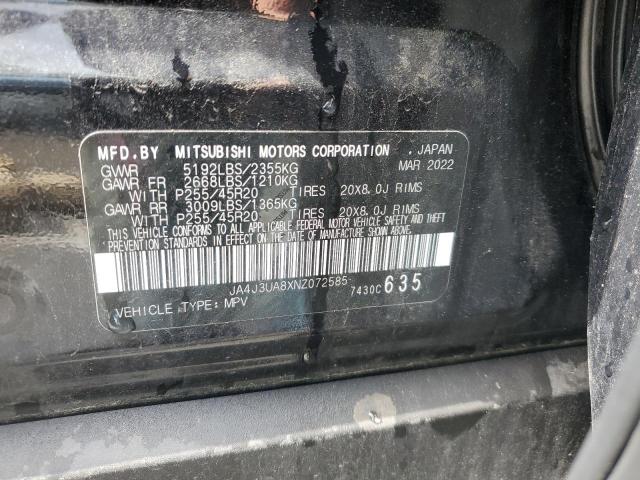 MFD.BY MITSUBISHI MOTORS CORPORATION , JAPAN
GVWR 5192LBS/2355KG MAR 2022
GAWR FR 2668LBS/1210KG
WITH P255/45R20 TIRES 20X8.0J RIMS
GAWR RR 3009LBS/1365KG
WITH P255/45R20 TIRES 20X8.0J RIMS
THIS VEHICLE CONFORMS TO ALL APPLICABLE FEDERAL MOTOR VEHICLE SAFETY AND THEFT
PREVENTION STANDARDS IN EFFECT ON THE DATE OF MANUFACTURE SHOWN ABOVE.
JA4J3UA8XNZ072585 7430C 635
VEHICLE TYPE: MPV